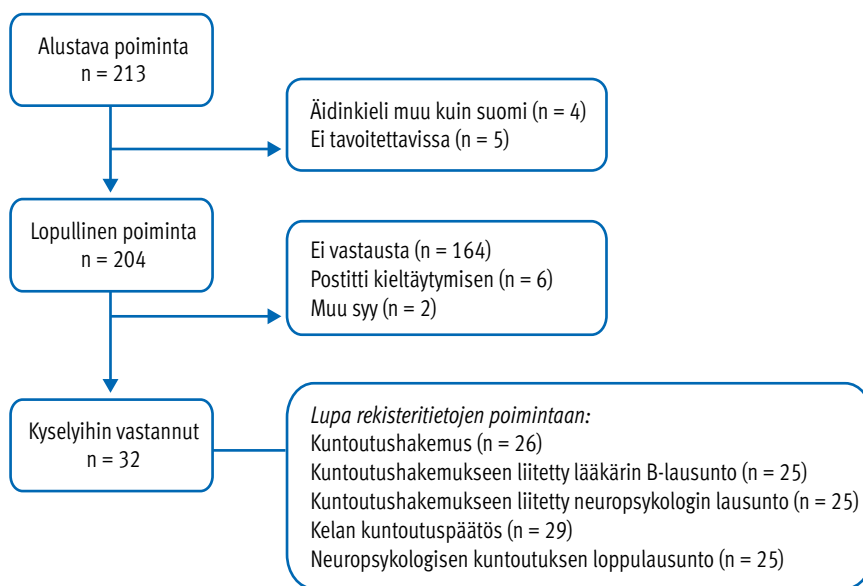 Alustava poiminta
n = 213
Äidinkieli muu kuin suomi (n = 4)
Ei tavoitettavissa (n = 5)
Lopullinen poiminta
n = 204
Ei vastausta (n = 164)
Postitti kieltäytymisen (n = 6)
Muu syy (n = 2)
Kyselyihin vastannut
n = 32
Lupa rekisteritietojen poimintaan:
Kuntoutushakemus (n = 26)
Kuntoutushakemukseen liitetty lääkärin B-lausunto (n = 25)
Kuntoutushakemukseen liitetty neuropsykologin lausunto (n = 25)
Kelan kuntoutuspäätös (n = 29)
Neuropsykologisen kuntoutuksen loppulausunto (n = 25)